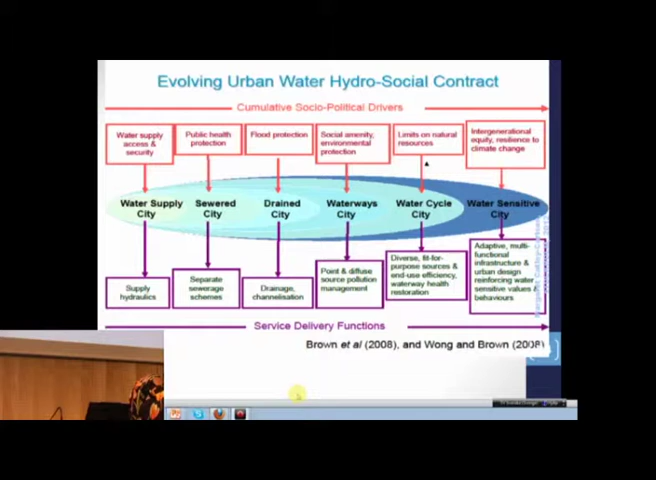 Evolving Urban Water Hydro-Social Contract
Cumulative Socio-Political Drivers
Water supply
access &
security
Public health
protection
Flood protection
Social amenity,
environmental
protection
Limits on natural
resources
Intergenerational
equity, resilience to
climate change
Water Supply
City
Sewered
City
Drained
City
Waterways
City
Water Cycle
City
Water Sensitive
City
Supply
hydraulics
Separate
sewerage
schemes
Drainage,
channelisation
Point & diffuse
source pollution
management
Diverse, fit-for-
purpose sources &
end-use efficiency,
waterway health
restoration
Adaptive, multi-
functional
infrastructure &
urban design
reinforcing water
sensitive values &
behaviours
Service Delivery Functions
Brown et al (2008), and Wong and Brown (2008)